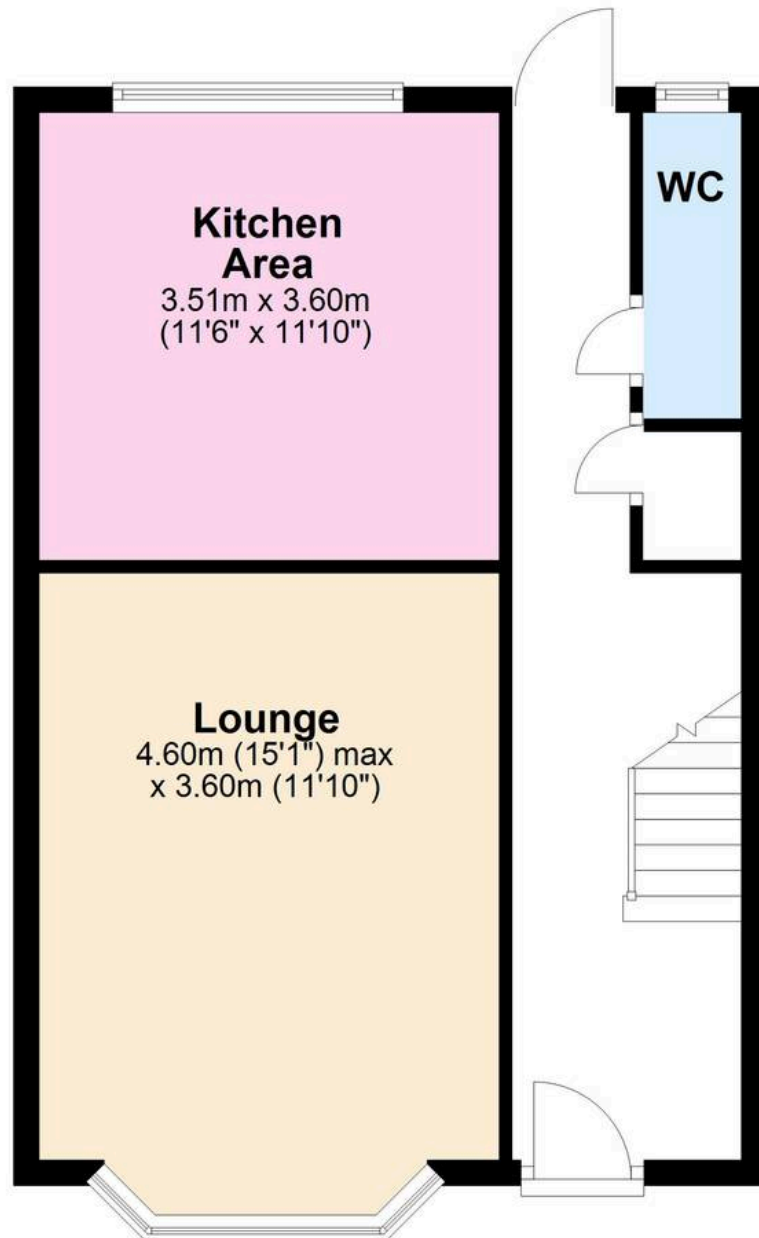 Kitchen
Area
3.51m x 3.60m
(11'6" x 11'10")
WC
Lounge
4.60m (15'1") max
x 3.60m (11'10")